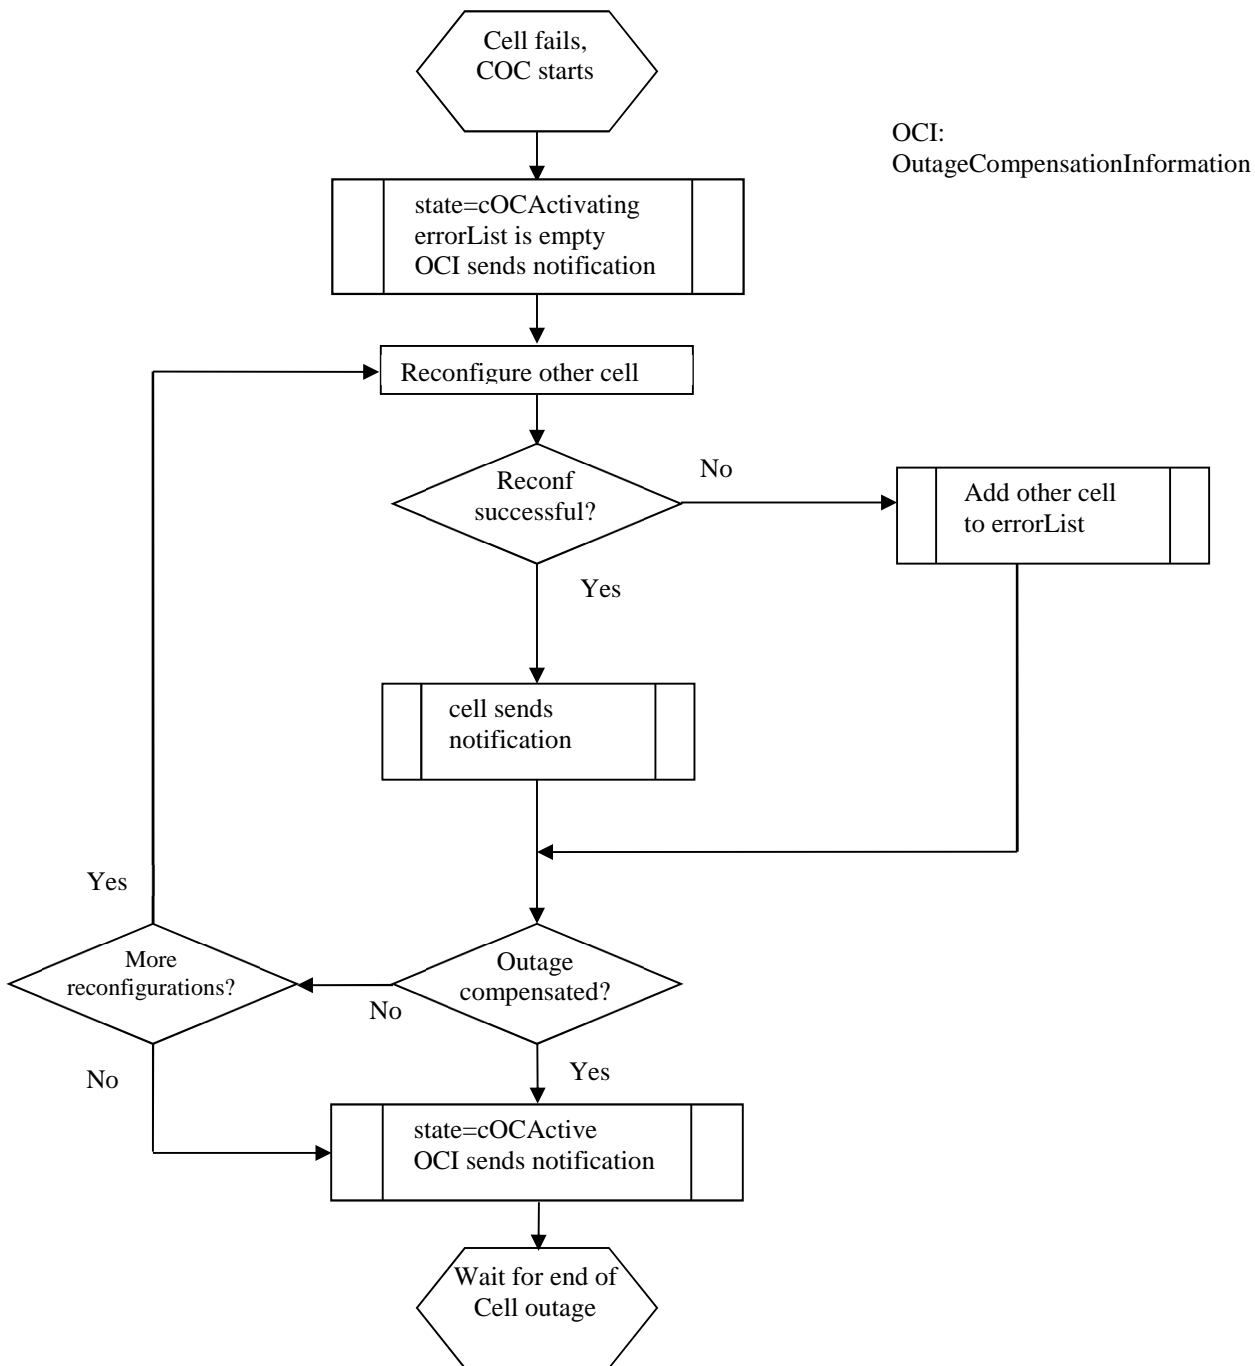 Cell fails,
COC starts
OCI:
OutageCompensationInformation
state=cOCActivating
errorList is empty
OCI sends notification
Reconfigure other cell
Reconf
successful?
No
Add other cell
to errorList
Yes
cell sends
notification
Yes
More
reconfigurations?
Outage
compensated?
No
No
Yes
state=cOCActive
OCI sends notification
Wait for end of
Cell outage